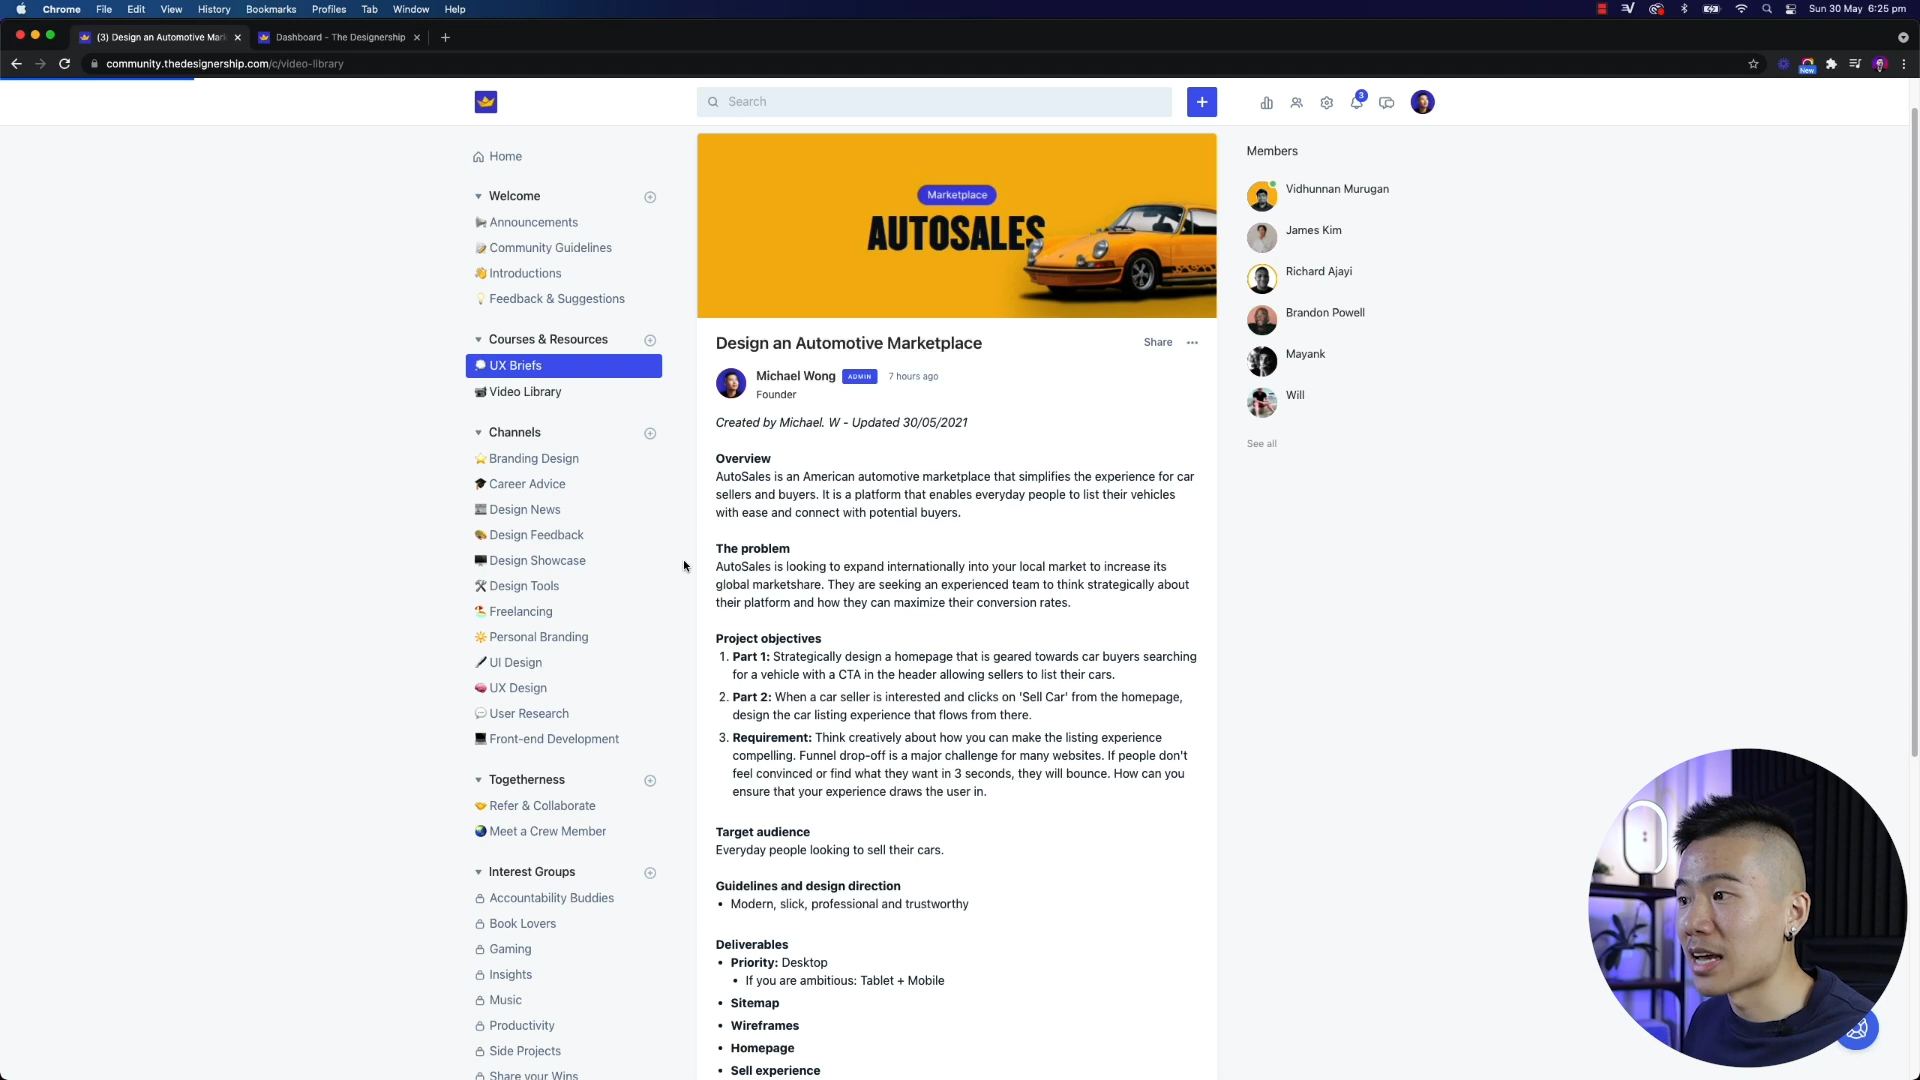 Chrome File Edit View History Bookmarks Profiles Tab Window Help
Sun 30 May 6:25 pm
(3) Design an Automotive Mar
Dashboard - The Designership
community.thedesignership.com/c/video-library
New
Search
3
Home
Welcome
Announcements
Community Guidelines
Introductions
Feedback & Suggestions
Courses & Resources
UX Briefs
Video Library
Channels
Branding Design
Career Advice
Design News
Design Feedback
Design Showcase
Design Tools
Freelancing
Personal Branding
UI Design
UX Design
User Research
Front-end Development
Togetherness
Refer & Collaborate
Meet a Crew Member
Interest Groups
Accountability Buddies
Book Lovers
Gaming
Insights
Music
Productivity
Side Projects
Share your Wins
Marketplace
AUTOSALES
Design an Automotive Marketplace
Share
Michael Wong ADMIN 7 hours ago
Founder
Created by Michael. W - Updated 30/05/2021
Overview
AutoSales is an American automotive marketplace that simplifies the experience for car
sellers and buyers. It is a platform that enables everyday people to list their vehicles
with ease and connect with potential buyers.
The problem
AutoSales is looking to expand internationally into your local market to increase its
global marketshare. They are seeking an experienced team to think strategically about
their platform and how they can maximize their conversion rates.
Project objectives
1. Part 1: Strategically design a homepage that is geared towards car buyers searching
for a vehicle with a CTA in the header allowing sellers to list their cars.
2. Part 2: When a car seller is interested and clicks on 'Sell Car' from the homepage,
design the car listing experience that flows from there.
3. Requirement: Think creatively about how you can make the listing experience
compelling. Funnel drop-off is a major challenge for many websites. If people don't
feel convinced or find what they want in 3 seconds, they will bounce. How can you
ensure that your experience draws the user in.
Target audience
Everyday people looking to sell their cars.
Guidelines and design direction
• Modern, slick, professional and trustworthy
Deliverables
• Priority: Desktop
• If you are ambitious: Tablet + Mobile
• Sitemap
• Wireframes
• Homepage
• Sell experience
Members
Vidhunnan Murugan
James Kim
Richard Ajayi
Brandon Powell
Mayank
Will
See all